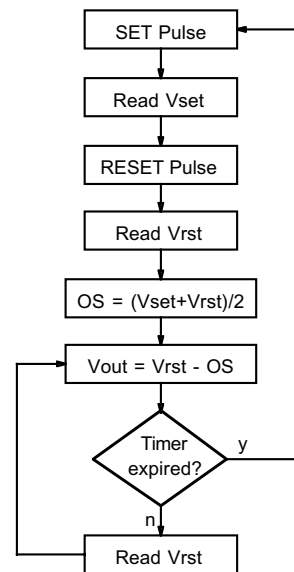 SET Pulse
Read Vset
RESET Pulse
Read Vrst
OS = (Vset+Vrst)/2
Vout = Vrst - OS
Timer
expired?
y
n
Read Vrst